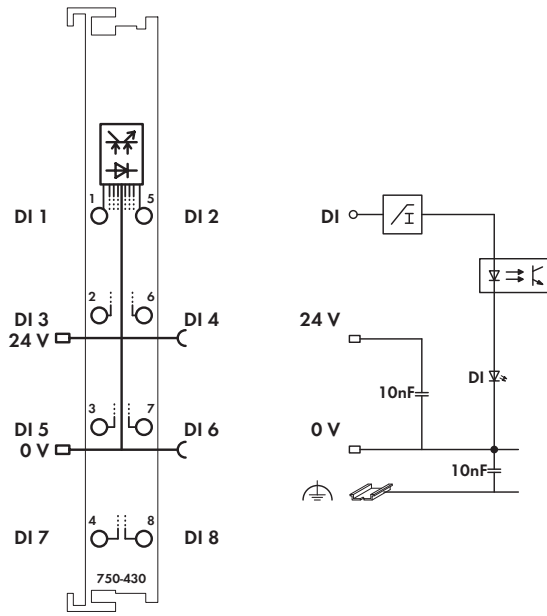 1 5
DI 1 DI 2
2 6
DI 3 DI 4
24 V
3 7
DI 5 DI 6
0 V
4 8
DI 7 DI 8
750-430
DI
I
24 V
10nF
DI
0 V
10nF